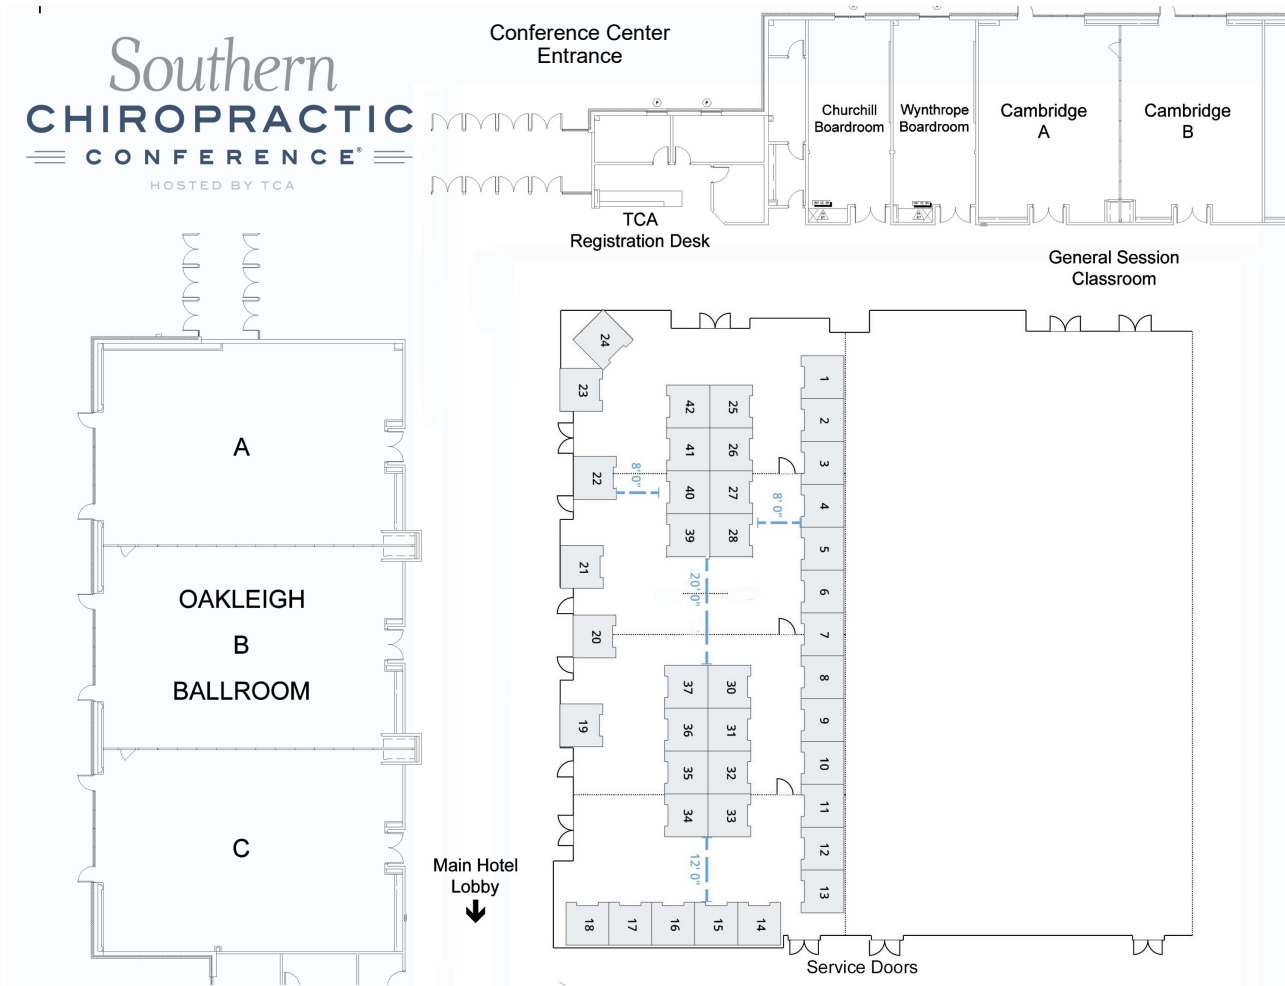 Southern
CHIROPRACTIC
CONFERENCE®
HOSTED BY TCA
Conference Center
Entrance
Churchill
Boardroom
Wynthrope
Boardroom
Cambridge
A
Cambridge
B
TCA
Registration Desk
General Session
Classroom
A
OAKLEIGH
B
BALLROOM
C
Main Hotel
Lobby
24
23
22
21
20
19
18
17
16
15
14
42
25
41
26
40
27
39
28
8' 0"
8' 0"
20' 0"
37
30
36
31
35
32
34
33
12' 0"
1
2
3
4
5
6
7
8
9
10
11
12
13
Service Doors